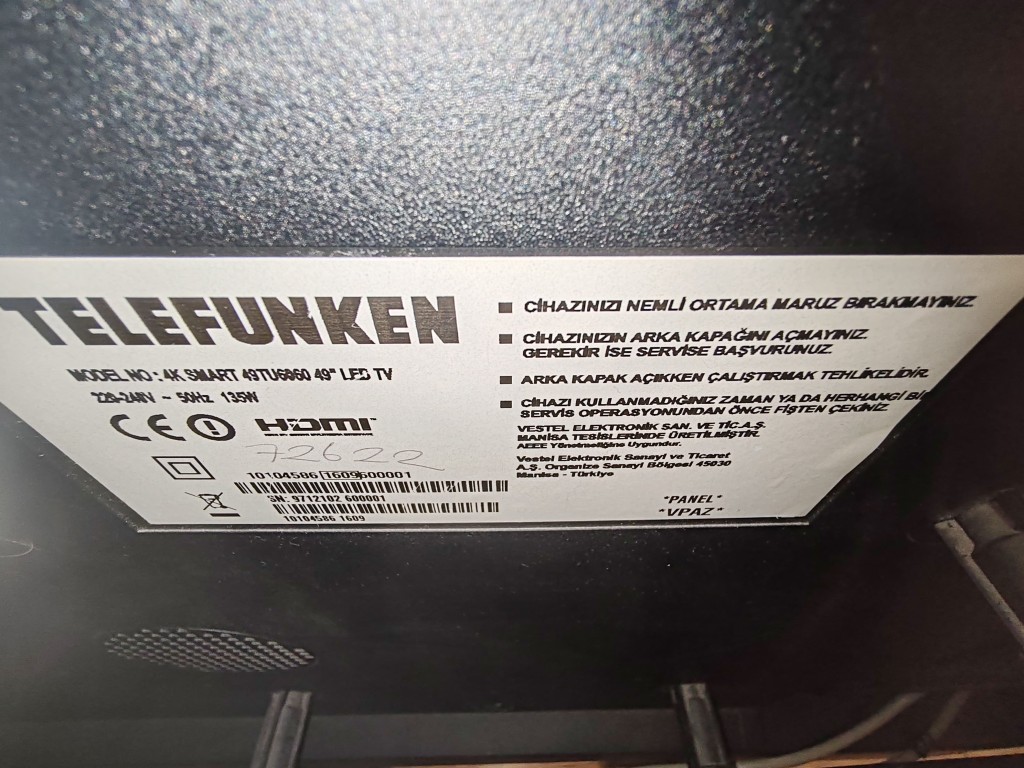 TELEFUNKEN
MODEL NO : 4K SMART 49TU6060 49" LED TV
220-240V ~ 50Hz 135W
CE
HDMI
72622
10104586 1609600001
SN: 9712102 600001
10104586 1609
CİHAZINIZI NEMLİ ORTAMA MARUZ BIRAKMAYINIZ.
CİHAZINIZIN ARKA KAPAĞINI AÇMAYINIZ.
GEREKİR İSE SERVİSE BAŞVURUNUZ.
ARKA KAPAK AÇIKKEN ÇALIŞTIRMAK TEHLİKELİDİR.
CİHAZI KULLANMADIĞINIZ ZAMAN YA DA HERHANGİ BİR
SERVİS OPERASYONUNDAN ÖNCE FİŞTEN ÇEKİNİZ.
VESTEL ELEKTRONİK SAN. VE TİC.A.Ş.
MANİSA TESİSLERİNDE ÜRETİLMİŞTİR.
AEEE Yönetmeliğine Uygundur.
Vestel Elektronik Sanayi ve Ticaret
A.Ş. Organize Sanayi Bölgesi 45030
Manisa - Türkiye
*PANEL*
*VPAZ*